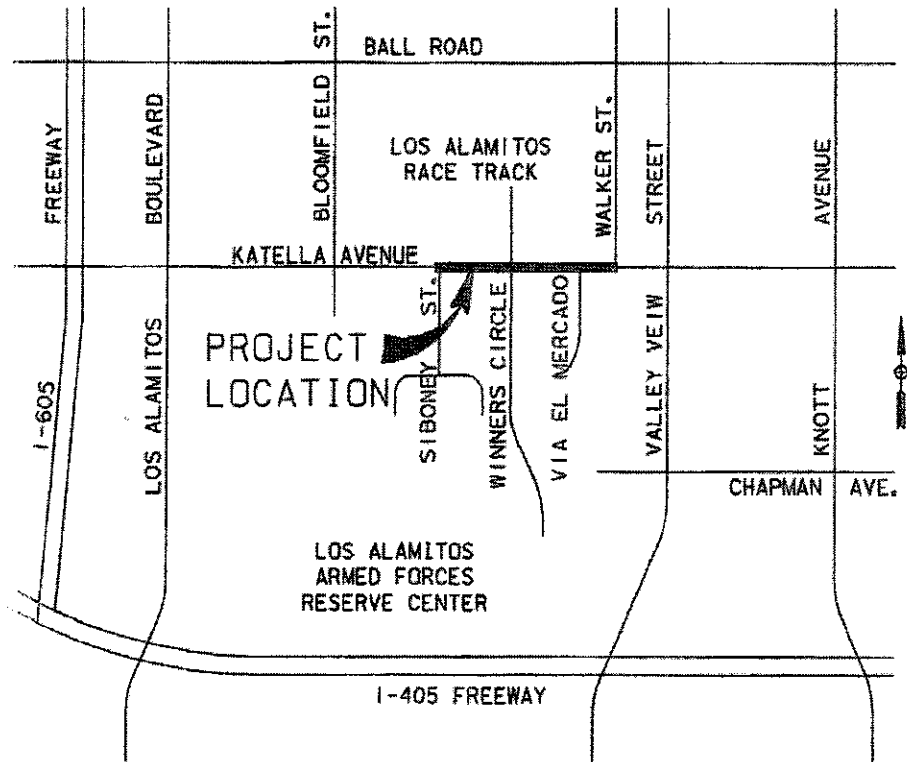 BALL ROAD
FREEWAY
BOULEVARD
BLOOMFIELD ST.
LOS ALAMITOS
RACE TRACK
WALKER ST.
STREET
AVENUE
KATELLA AVENUE
PROJECT
LOCATION
I-605
LOS ALAMITOS
SIBONEY ST.
WINNERS CIRCLE
VIA EL MERCADO
VALLEY VEIW
KNOTT
CHAPMAN AVE.
LOS ALAMITOS
ARMED FORCES
RESERVE CENTER
I-405 FREEWAY